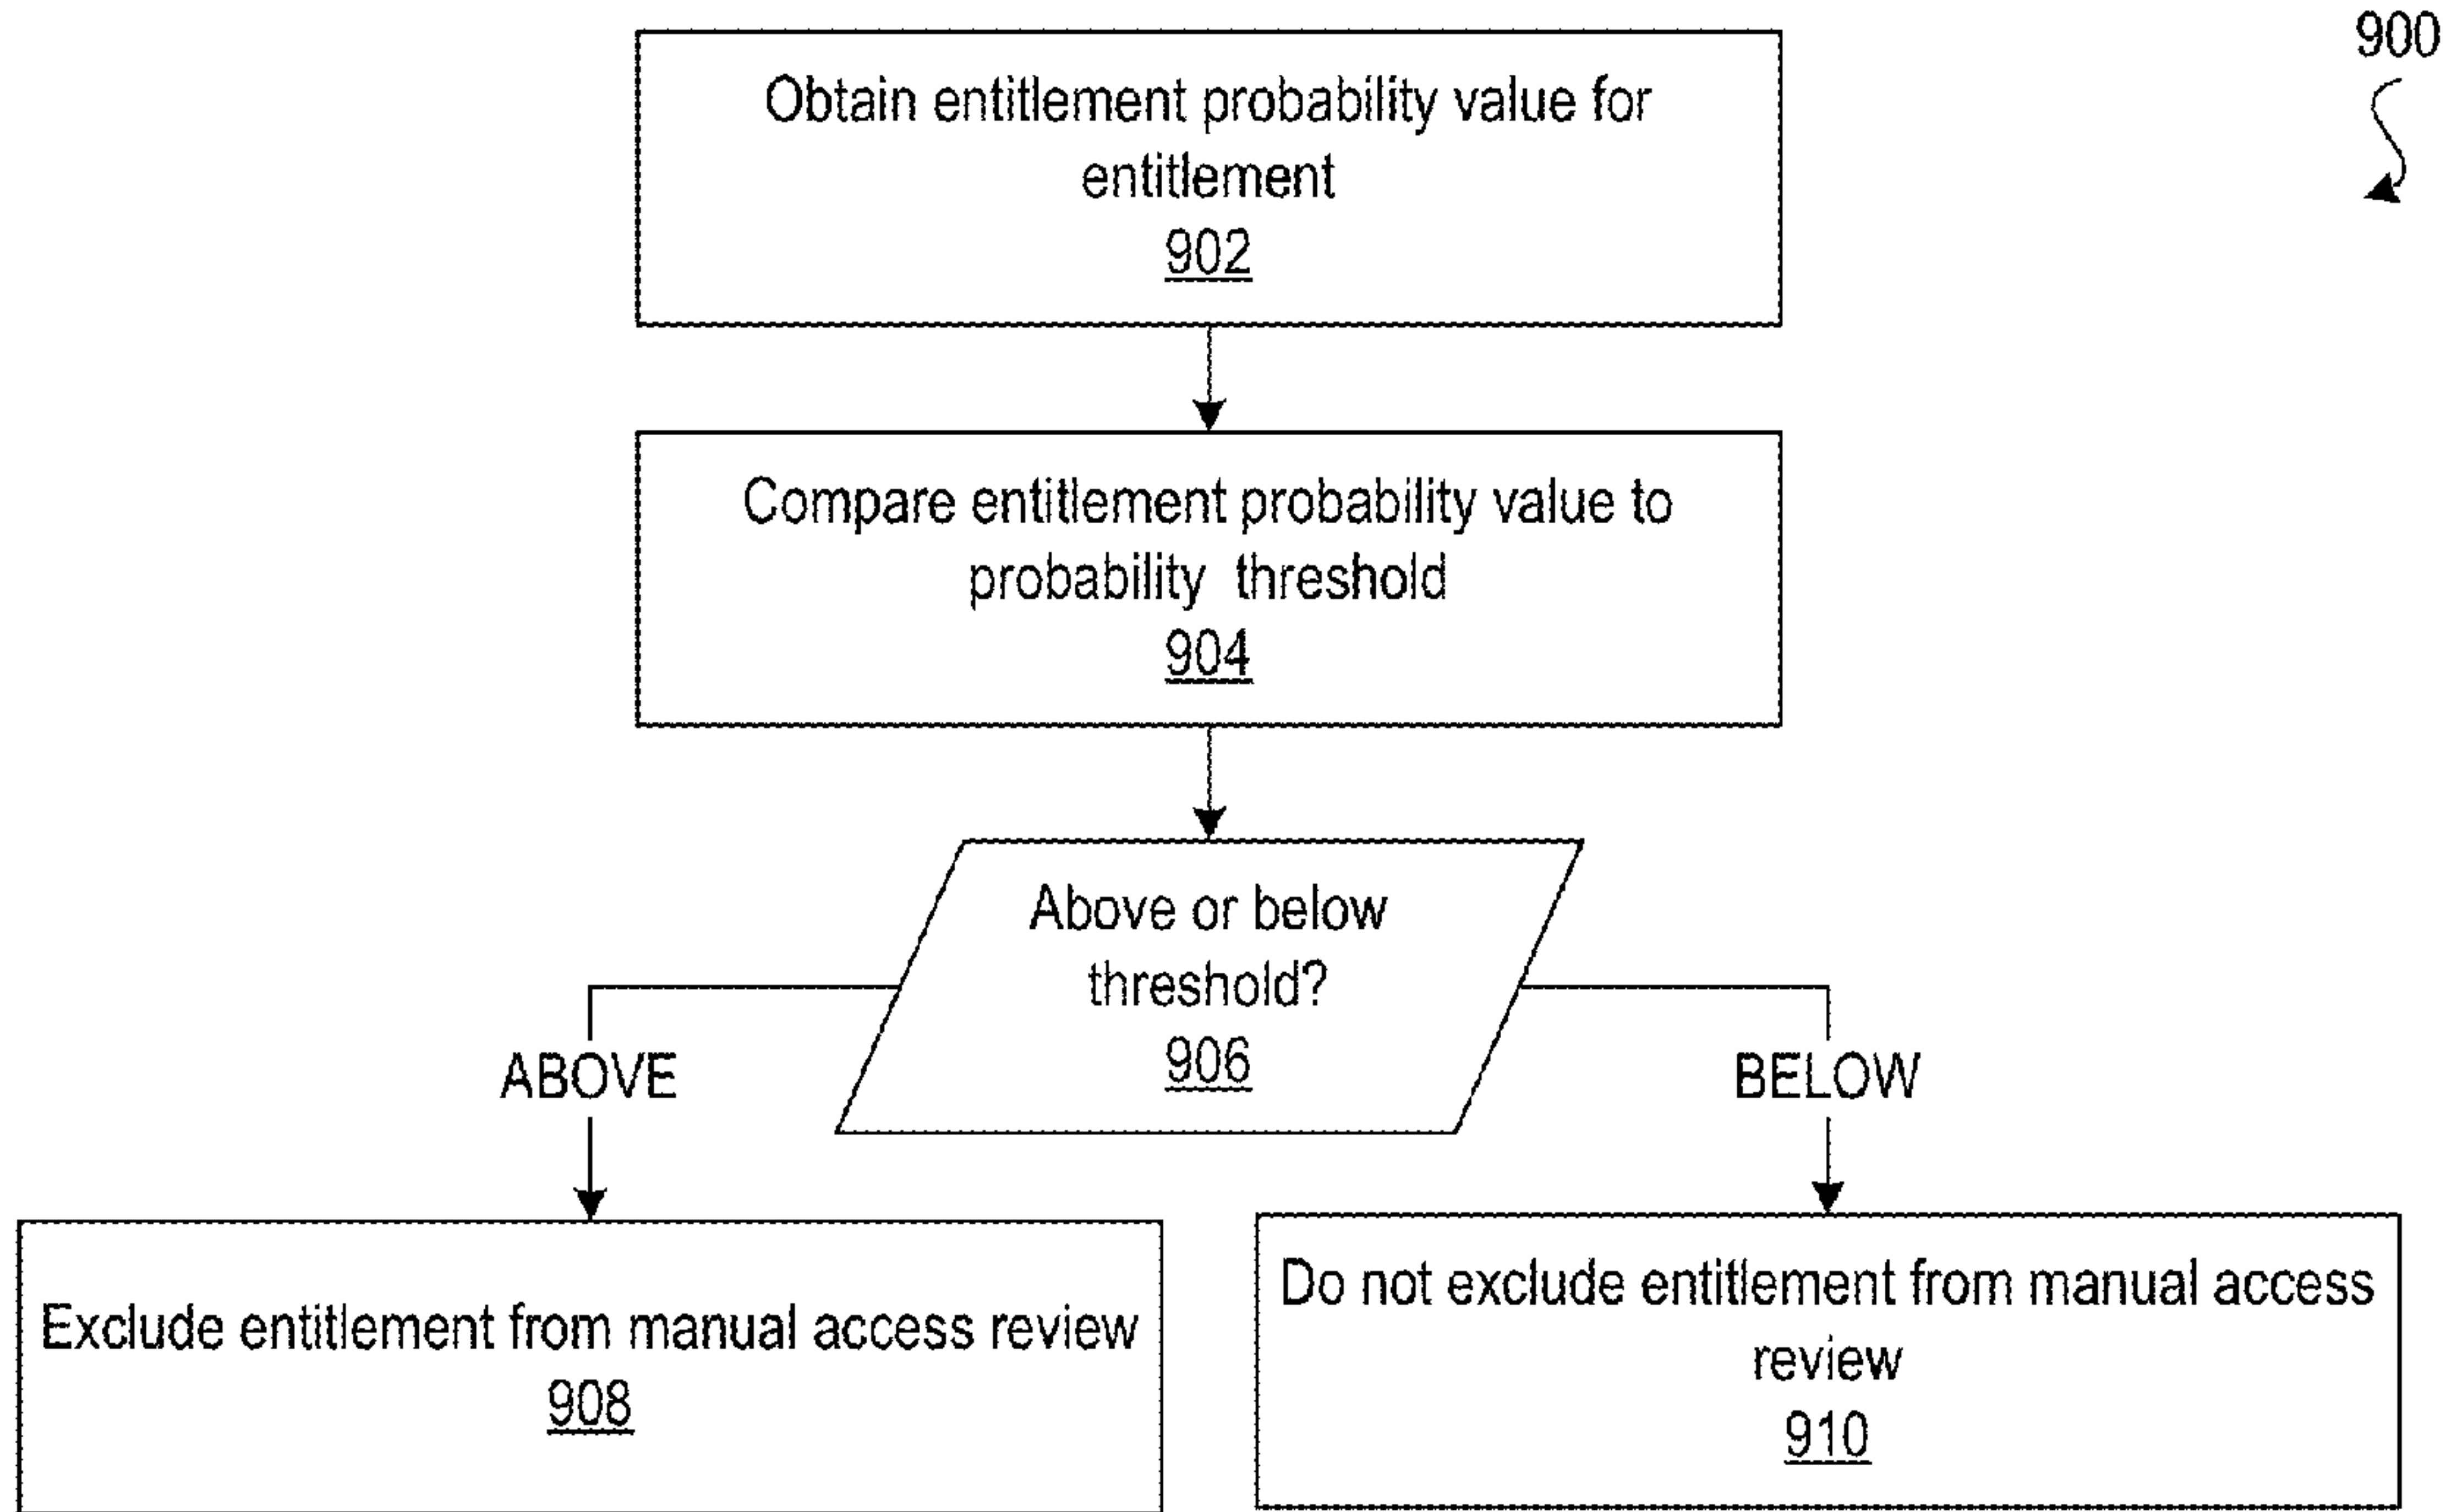 900
Obtain entitlement probability value for
entitlement
902
Compare entitlement probability value to
probability threshold
904
Above or below
threshold?
906
ABOVE
BELOW
Exclude entitlement from manual access review
908
Do not exclude entitlement from manual access
review
910